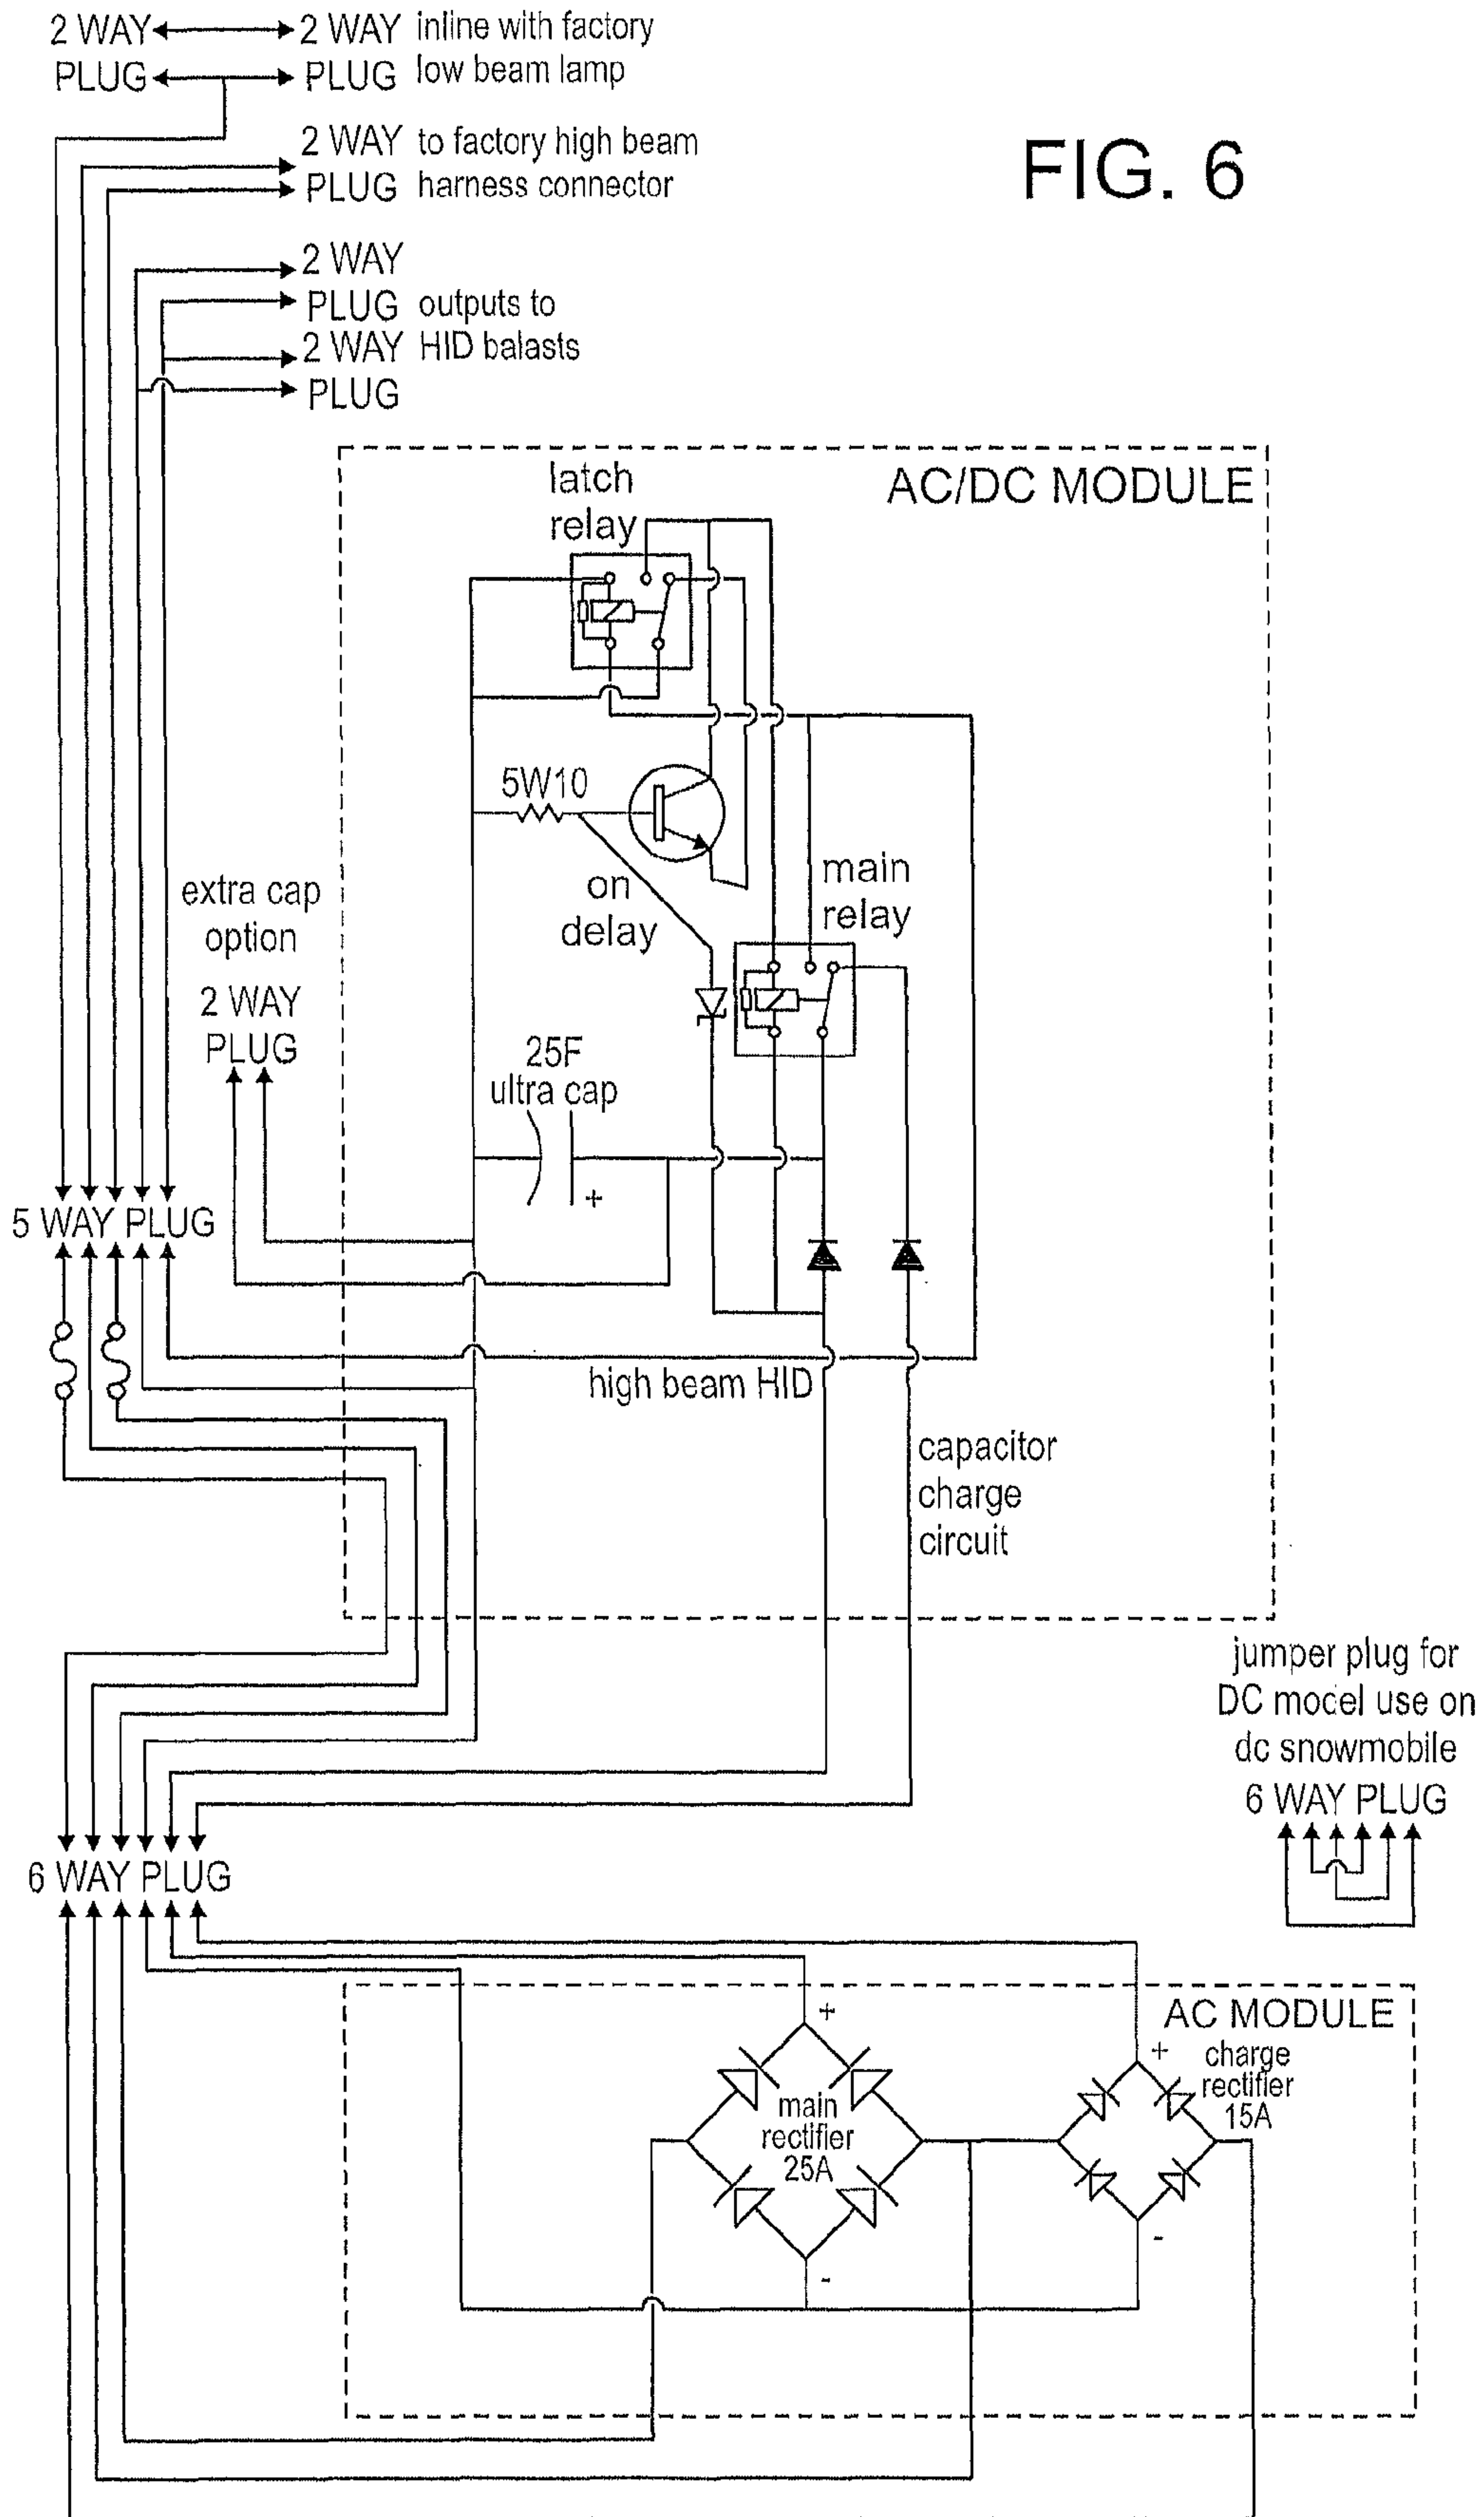 2 WAY 2 WAY inline with factory
PLUG PLUG low beam lamp
2 WAY to factory high beam
PLUG harness connector
FIG. 6
2 WAY
PLUG outputs to
2 WAY HID balasts
PLUG
AC/DC MODULE
latch
relay
5W10
on
delay
main
relay
extra cap
option
2 WAY
PLUG
25F
ultra cap
+
5 WAY PLUG
high beam HID
capacitor
charge
circuit
jumper plug for
DC model use on
dc snowmobile
6 WAY PLUG
6 WAY PLUG
AC MODULE
+
main
rectifier
25A
-
+
charge
rectifier
15A
-